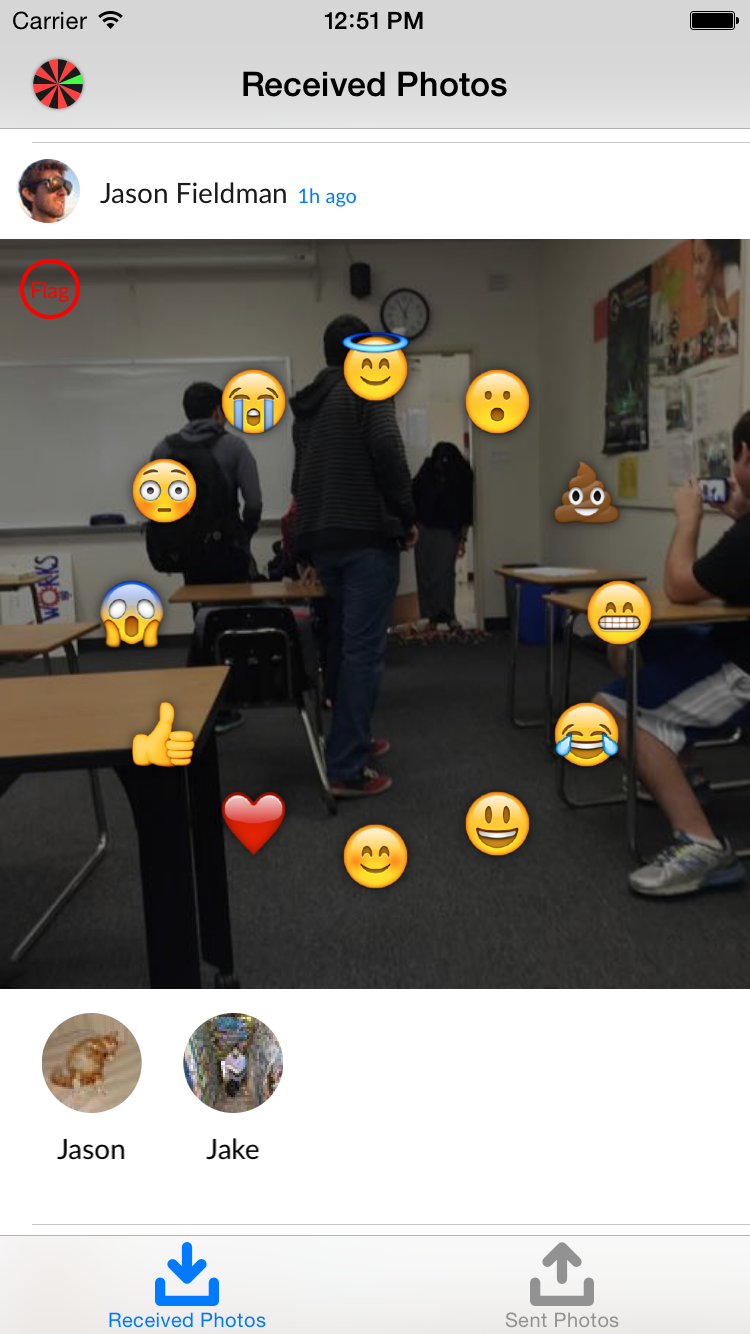 Carrier 12:51 PM
Received Photos
Jason Fieldman 1h ago
Flag
WORKS
Jason Jake
Received Photos Sent Photos